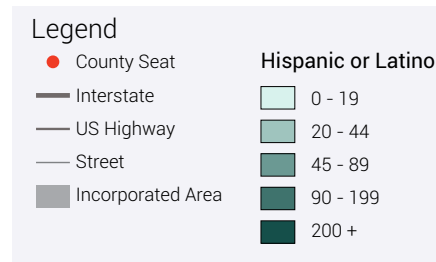 Legend
County Seat
Interstate
US Highway
Street
Incorporated Area
Hispanic or Latino
0 - 19
20 - 44
45 - 89
90 - 199
200 +